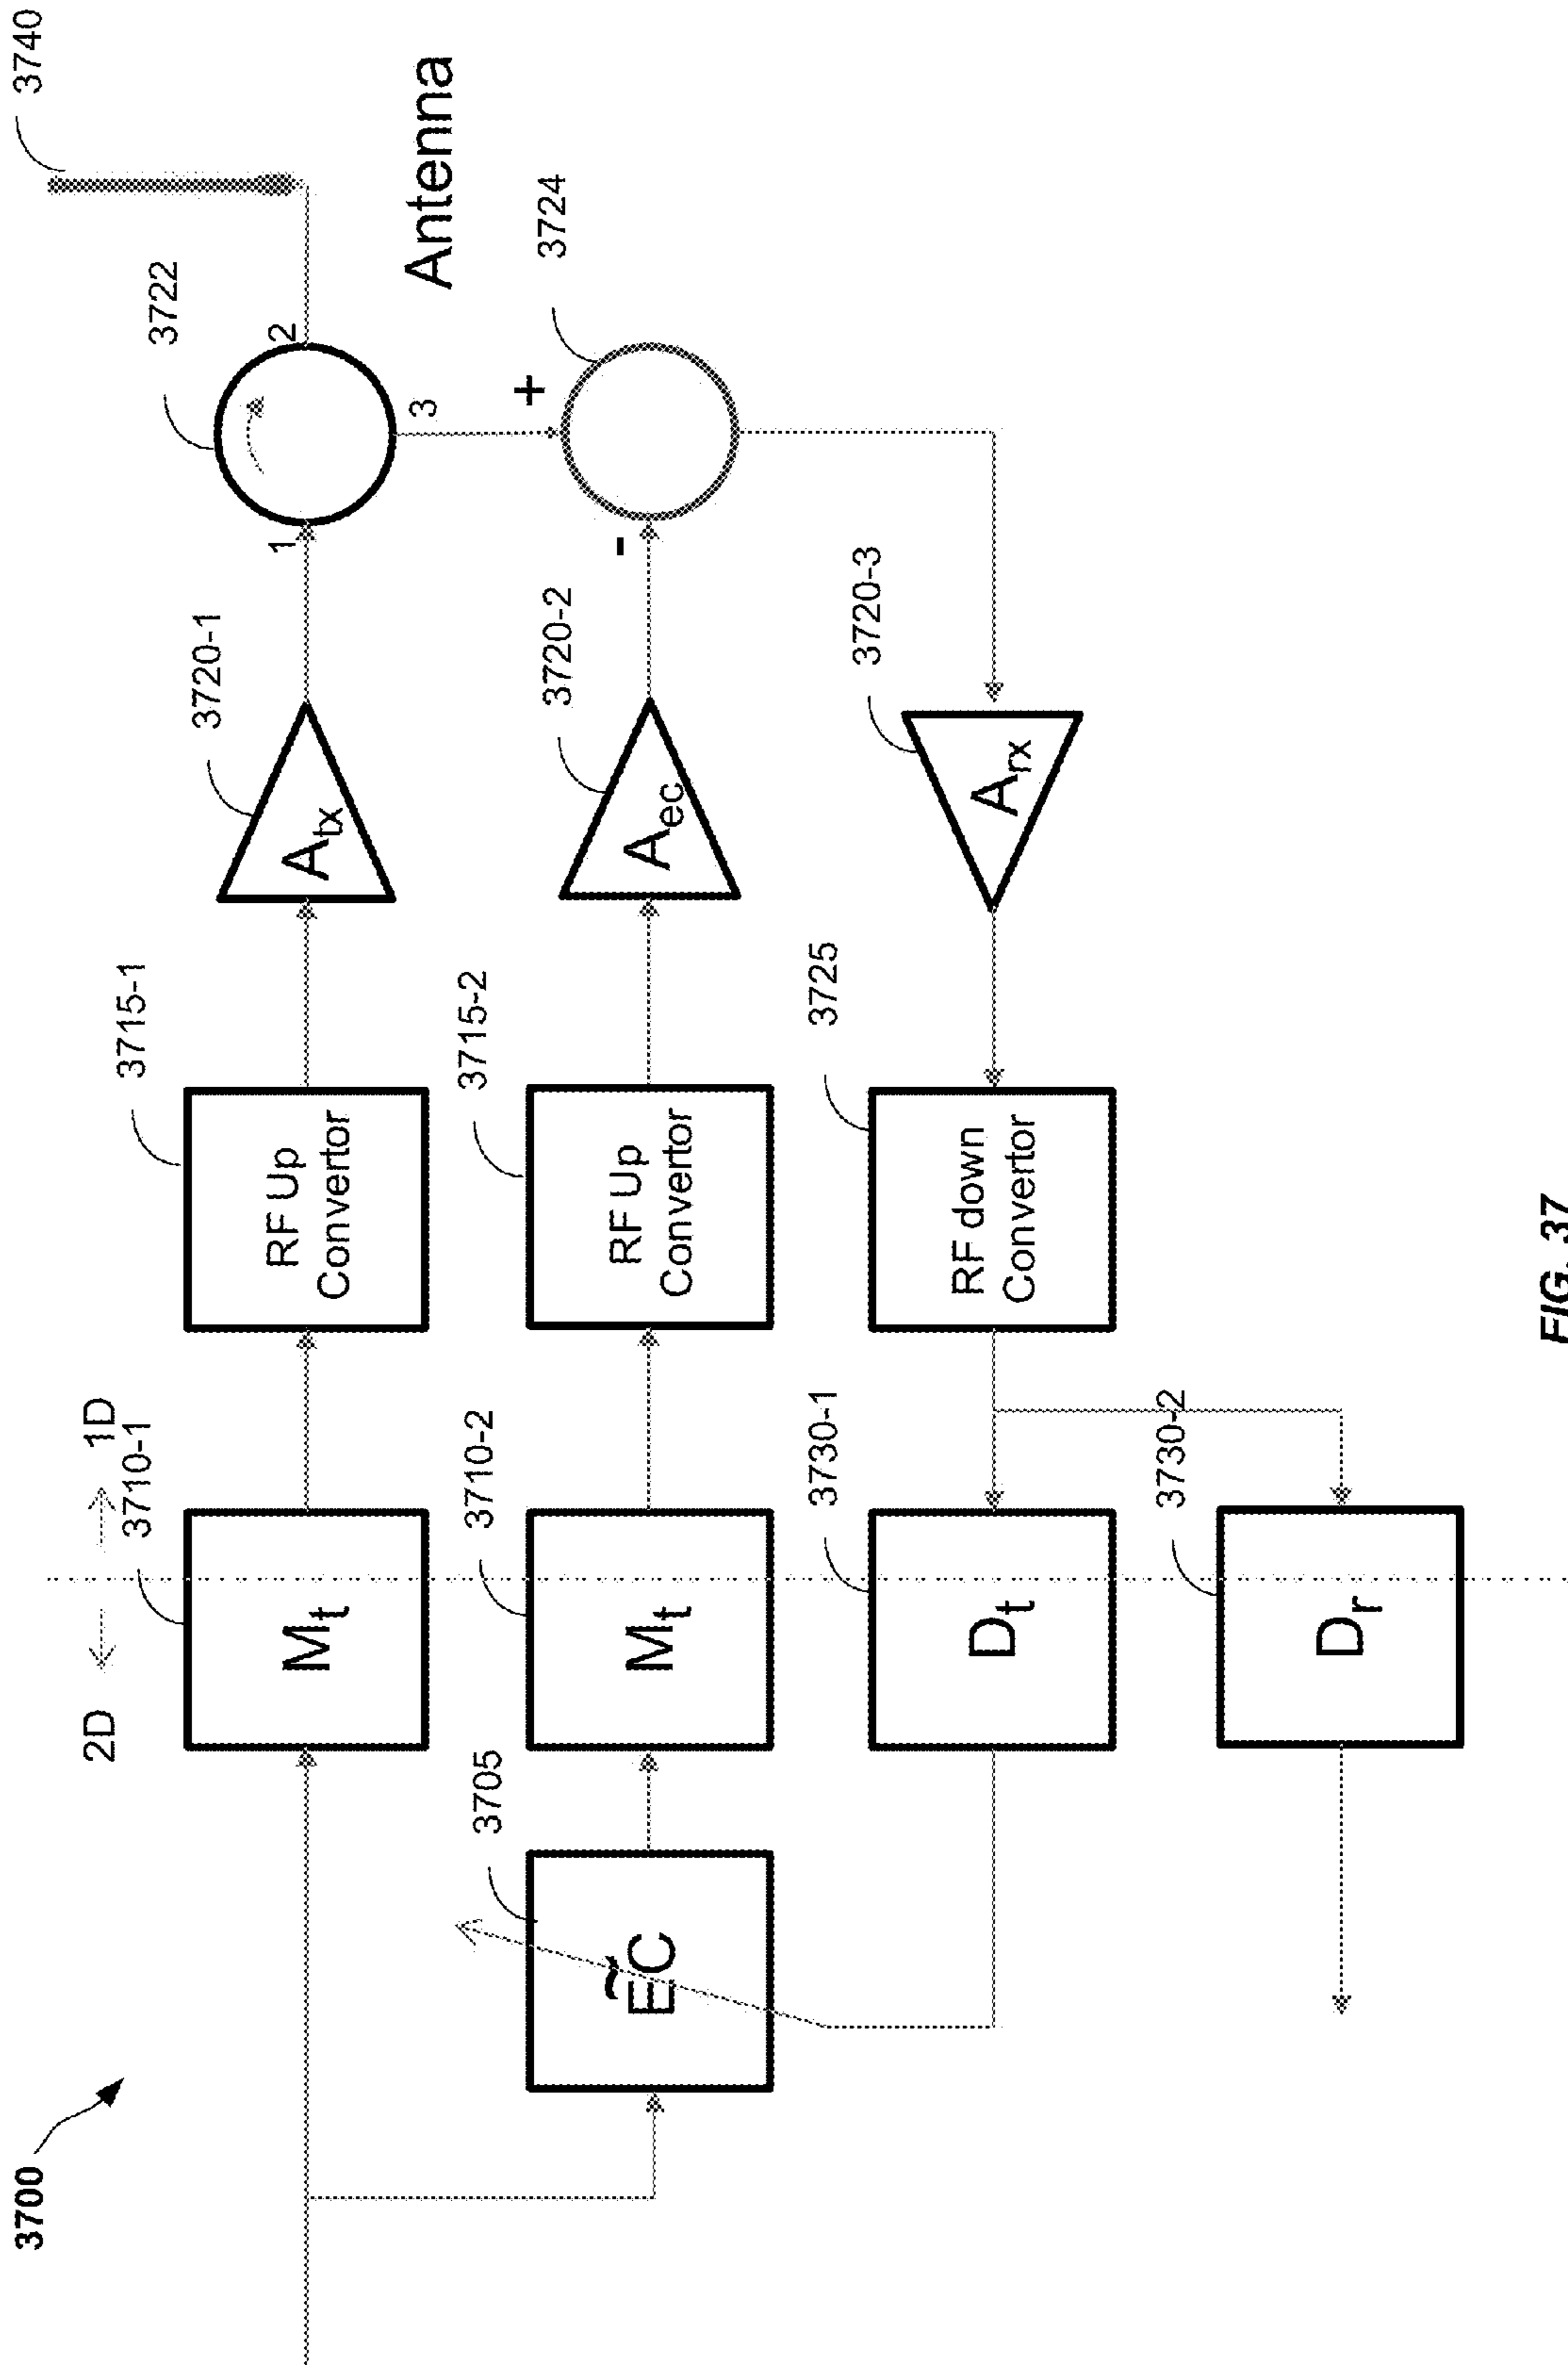 3700
2D
1D
3710-1
Mt
3715-1
RF Up
Convertor
3720-1
Atx
1
3722
2
3
3740
Antenna
3705
ẼC
3710-2
Mt
3715-2
RF Up
Convertor
3720-2
Aec
-
+
3724
3730-1
Dt
3725
RF down
Convertor
3720-3
Arx
3730-2
Dr
FIG. 37